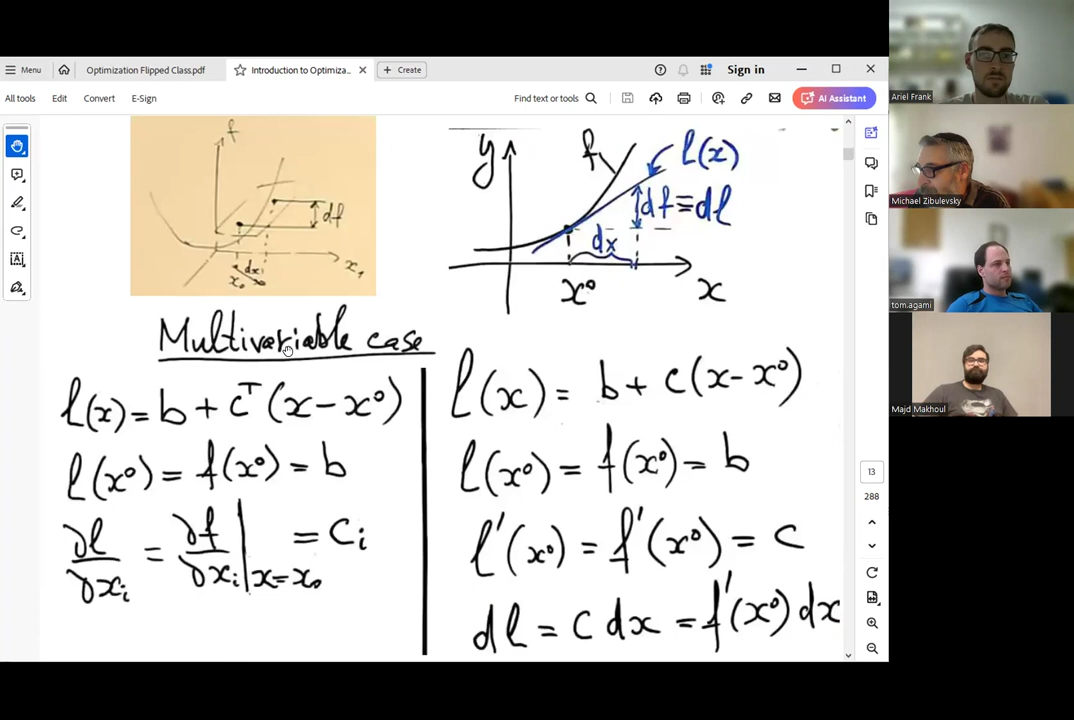 Menu
Optimization Flipped Class.pdf
Introduction to Optimiza...
Create
Sign in
All tools
Edit
Convert
E-Sign
Find text or tools
AI Assistant
f
df
dx
x₀
x₁
y
f
l(x)
df≡dl
dx
x⁰
x
Multivariable case
l(x) = b + cᵀ(x - x⁰)
l(x⁰) = f(x⁰) = b
∂l/∂xᵢ = ∂f/∂xᵢ|x=x₀ = cᵢ
l(x) = b + c(x - x⁰)
l(x⁰) = f(x⁰) = b
l'(x⁰) = f'(x⁰) = c
dl = c dx = f'(x⁰) dx
13
288
Ariel Frank
Michael Zibulevsky
tom.agami
Majd Makhoul